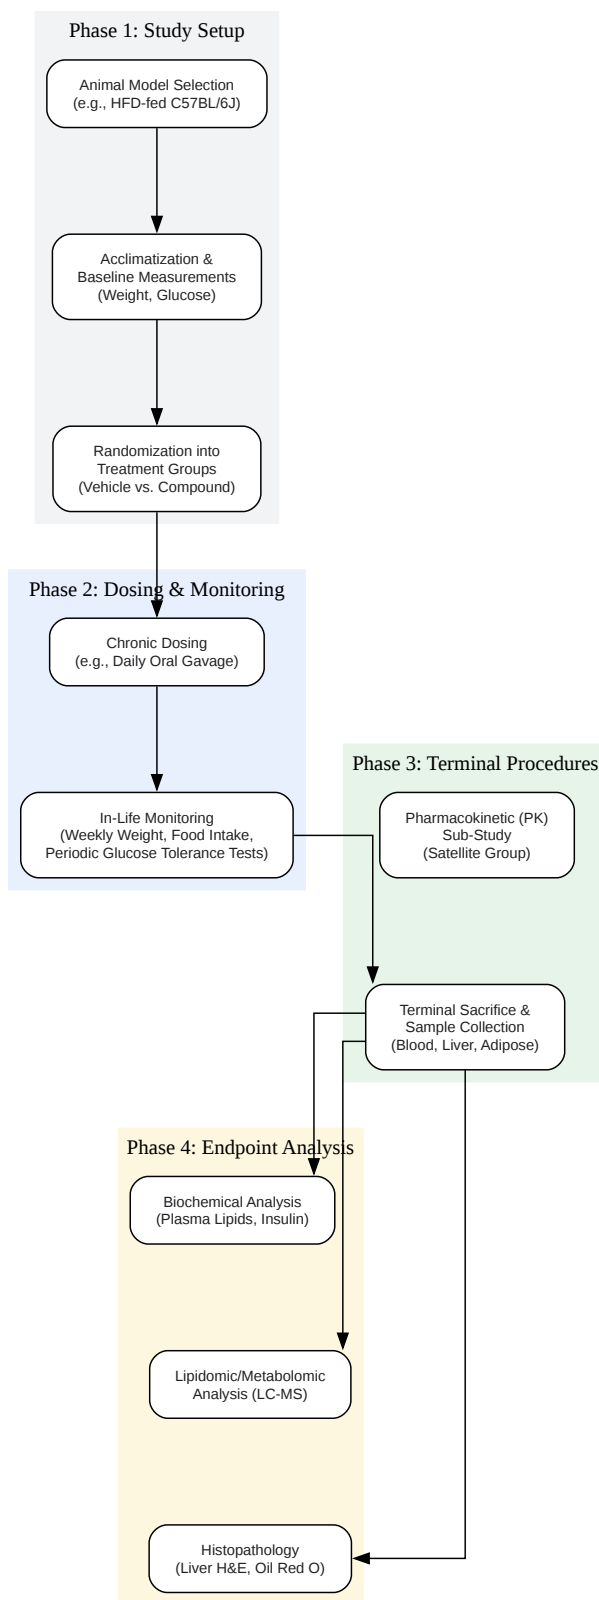 Phase 1: Study Setup
Animal Model Selection
(e.g., HFD-fed C57BL/6J)
Acclimatization &
Baseline Measurements
(Weight, Glucose)
Randomization into
Treatment Groups
(Vehicle vs. Compound)
Phase 2: Dosing & Monitoring
Chronic Dosing
(e.g., Daily Oral Gavage)
In-Life Monitoring
(Weekly Weight, Food Intake,
Periodic Glucose Tolerance Tests)
Phase 3: Terminal Procedures
Pharmacokinetic (PK)
Sub-Study
(Satellite Group)
Terminal Sacrifice &
Sample Collection
(Blood, Liver, Adipose)
Phase 4: Endpoint Analysis
Biochemical Analysis
(Plasma Lipids, Insulin)
Lipidomic/Metabolomic
Analysis (LC-MS)
Histopathology
(Liver H&E, Oil Red O)